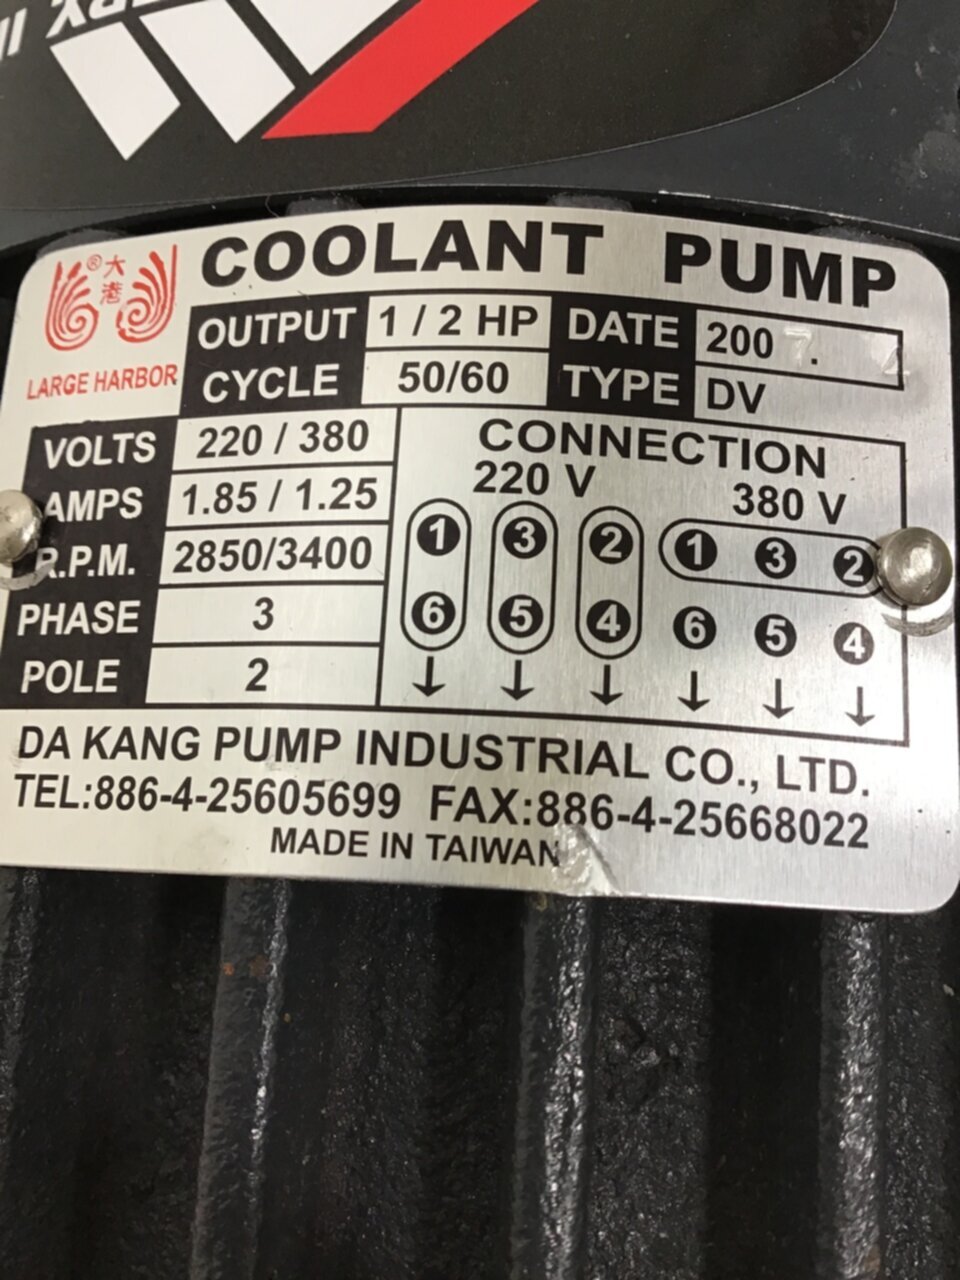 大港
®
LARGE HARBOR
COOLANT PUMP
OUTPUT 1 / 2 HP DATE 2007.
CYCLE 50/60 TYPE DV
VOLTS 220 / 380
AMPS 1.85 / 1.25
R.P.M. 2850/3400
PHASE 3
POLE 2
CONNECTION
220 V 380 V
1 3 2 1 3 2
6 5 4 6 5 4
DA KANG PUMP INDUSTRIAL CO., LTD.
TEL:886-4-25605699 FAX:886-4-25668022
MADE IN TAIWAN